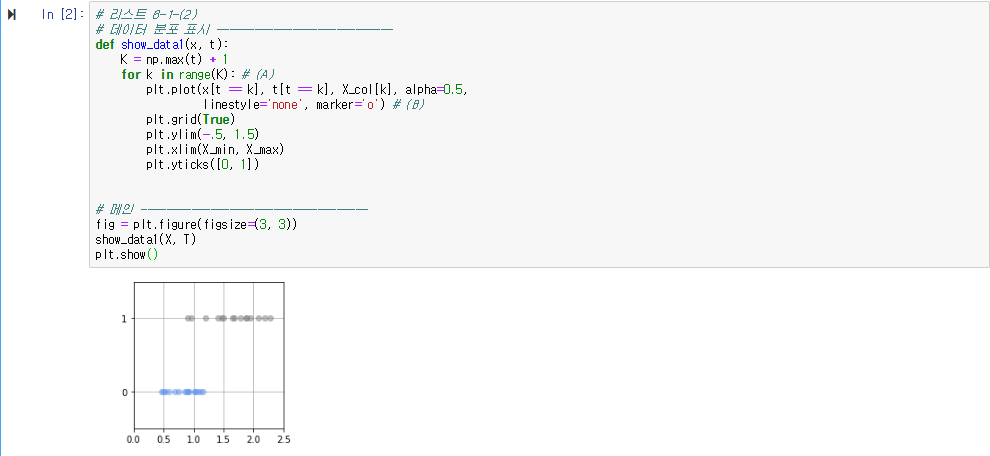 In [2]:
# 리스트 6-1-(2)
# 데이터 분포 표시 ------------------------
def show_data1(x, t):
    K = np.max(t) + 1
    for k in range(K): # (A)
        plt.plot(x[t == k], t[t == k], X_col[k], alpha=0.5,
                 linestyle='none', marker='o') # (B)
        plt.grid(True)
        plt.ylim(-.5, 1.5)
        plt.xlim(X_min, X_max)
        plt.yticks([0, 1])
# 메인 ------------------------------
fig = plt.figure(figsize=(3, 3))
show_data1(X, T)
plt.show()
1
0
0.0 0.5 1.0 1.5 2.0 2.5